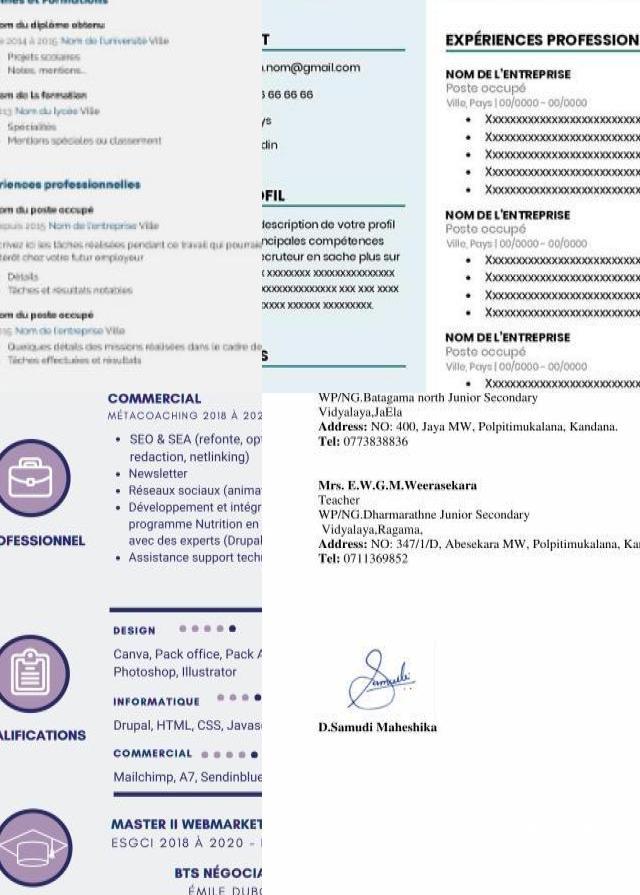 nes et Formations
om du diplôme obtenu
2014 à 2015 Nom de l'université Ville
Projets scolaires
Notes, mentions...
om de la formation
013 Nom du lycée Ville
Spécialités
Mentions spéciales ou classement
riences professionnelles
om du poste occupé
epuis 2015 Nom de l'entreprise Ville
crivez ici les tâches réalisées pendant ce travail qui pourrai
térêt chez votre futur employeur
Détails
Tâches et résultats notables
om du poste occupé
015 Nom de l'entreprise Ville
Quelques détails des missions réalisées dans le cadre de
Tâches effectuées et résultats
T
.nom@gmail.com
6 66 66 66
ys
din
FIL
description de votre profil
ncipales compétences
ecruteur en sache plus sur
x xxxxxxxx xxxxxxxxxxxxxx
xxxxxxxxxxxxxx xxx xxx xxxx
xxx xxxxxx xxxxxxxxx.
S
EXPÉRIENCES PROFESSION
NOM DE L'ENTREPRISE
Poste occupé
Ville, Pays | 00/0000 - 00/0000
• Xxxxxxxxxxxxxxxxxxxxxxxx
• Xxxxxxxxxxxxxxxxxxxxxxxx
• Xxxxxxxxxxxxxxxxxxxxxxxx
• Xxxxxxxxxxxxxxxxxxxxxxxx
• Xxxxxxxxxxxxxxxxxxxxxxxx
NOM DE L'ENTREPRISE
Poste occupé
Ville, Pays | 00/0000 - 00/0000
• Xxxxxxxxxxxxxxxxxxxxxxxx
• Xxxxxxxxxxxxxxxxxxxxxxxx
• Xxxxxxxxxxxxxxxxxxxxxxxx
• Xxxxxxxxxxxxxxxxxxxxxxxx
NOM DE L'ENTREPRISE
Poste occupé
Ville, Pays | 00/0000 - 00/0000
• Xxxxxxxxxxxxxxxxxxxxxxxx
COMMERCIAL
MÉTACOACHING 2018 À 202
• SEO & SEA (refonte, op
redaction, netlinking)
• Newsletter
• Réseaux sociaux (anima
• Développement et intégr
programme Nutrition en
avec des experts (Drupal
• Assistance support tech
OFESSIONNEL
DESIGN
Canva, Pack office, Pack A
Photoshop, Illustrator
INFORMATIQUE
Drupal, HTML, CSS, Javas
COMMERCIAL
Mailchimp, A7, Sendinblue
ALIFICATIONS
MASTER II WEBMARKET
ESGCI 2018 À 2020 -
BTS NÉGOCIA
ÉMILE DUBO
WP/NG.Batagama north Junior Secondary
Vidyalaya,JaEla
Address: NO: 400, Jaya MW, Polpitimukalana, Kandana.
Tel: 0773838836
Mrs. E.W.G.M.Weerasekara
Teacher
WP/NG.Dharmarathne Junior Secondary
Vidyalaya,Ragama,
Address: NO: 347/1/D, Abesekara MW, Polpitimukalana, Ka
Tel: 0711369852
Samudi
D.Samudi Maheshika